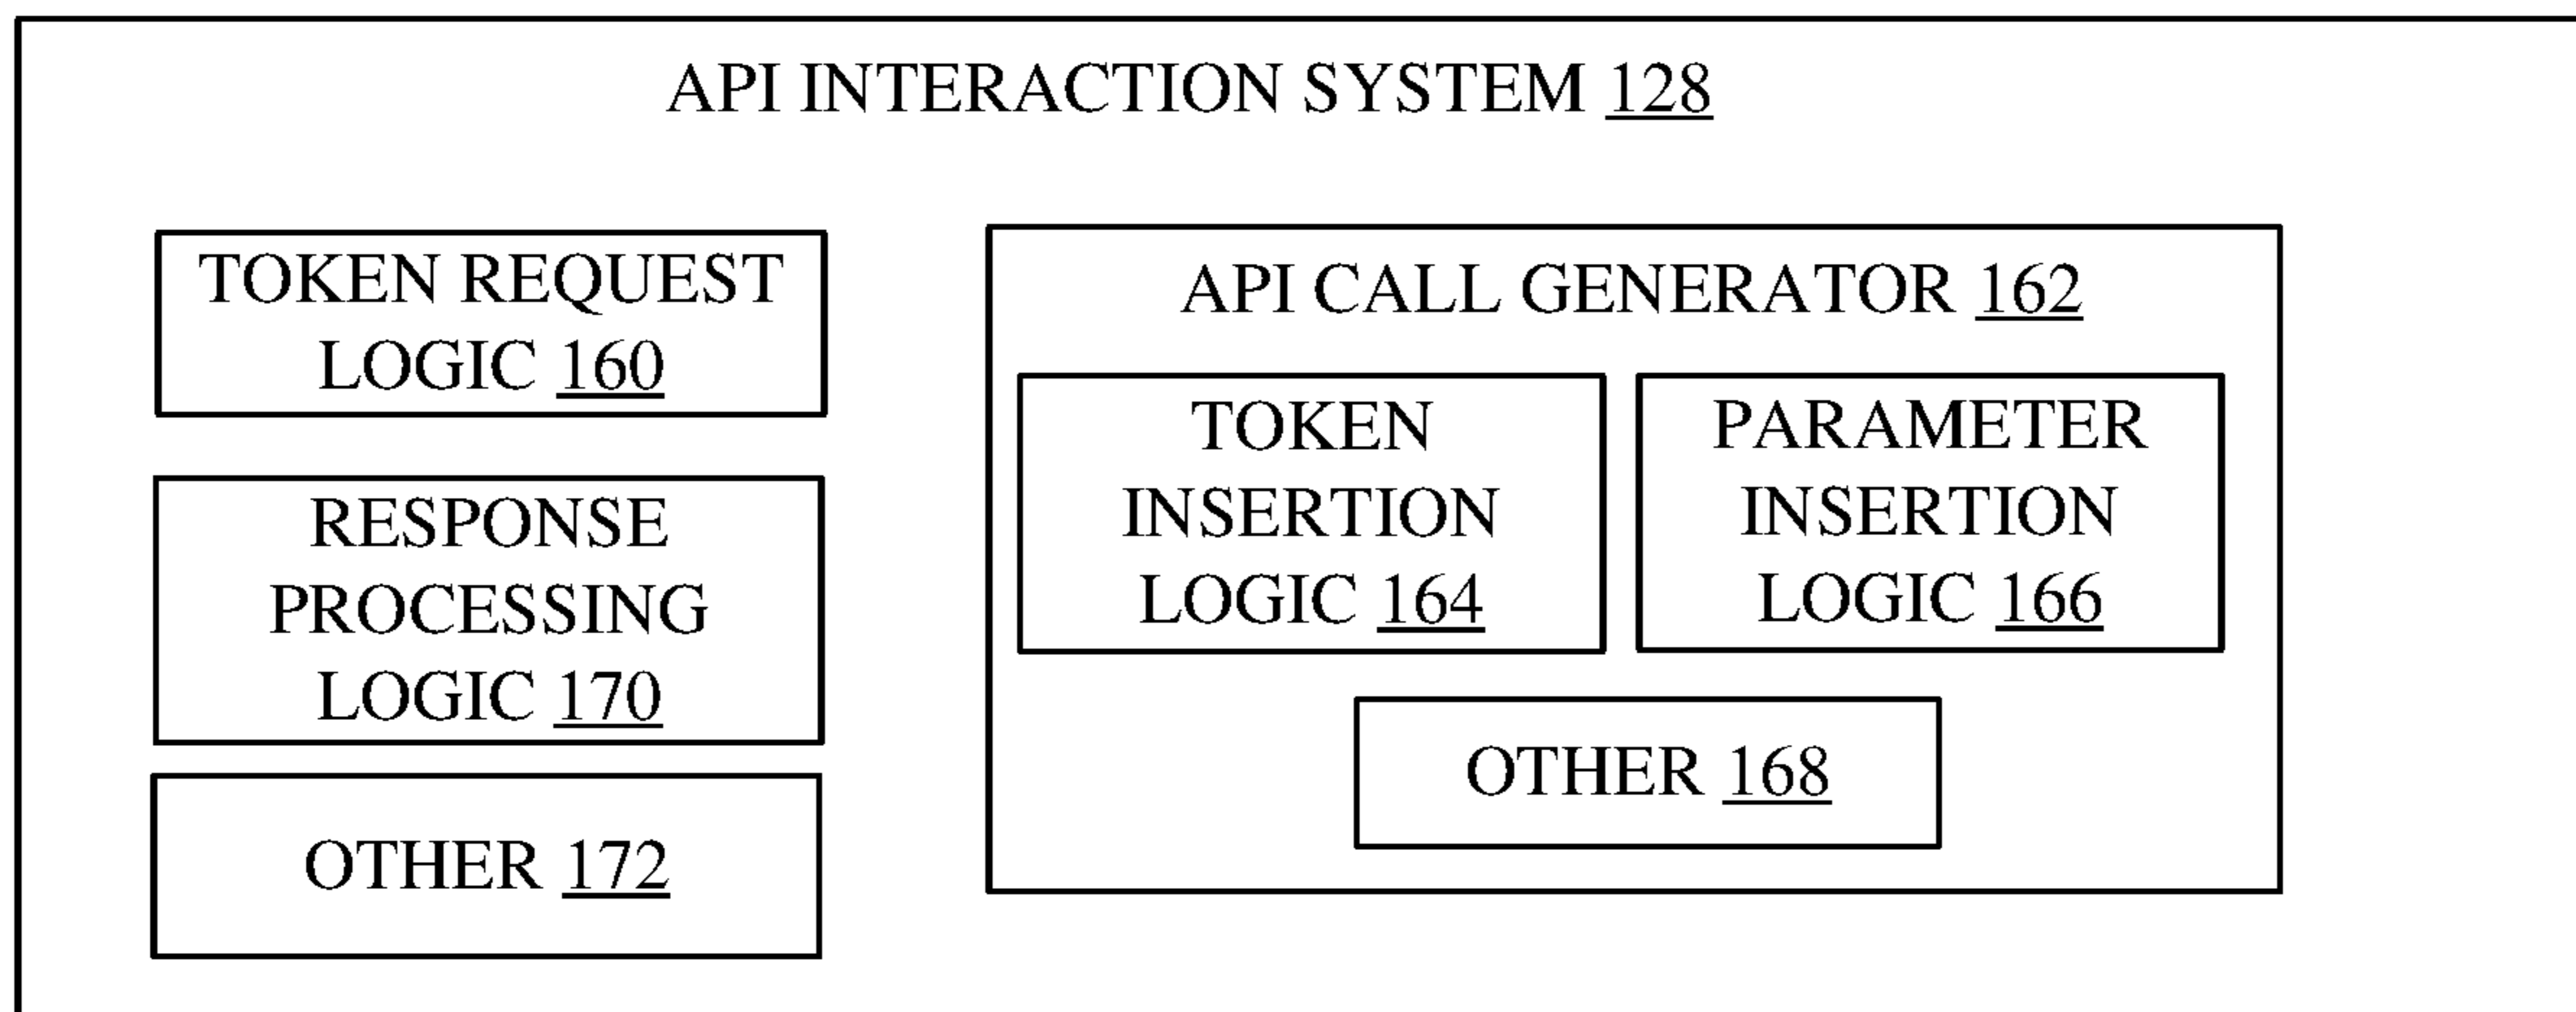 API INTERACTION SYSTEM 128
TOKEN REQUEST
LOGIC 160
RESPONSE
PROCESSING
LOGIC 170
OTHER 172
API CALL GENERATOR 162
TOKEN
INSERTION
LOGIC 164
PARAMETER
INSERTION
LOGIC 166
OTHER 168